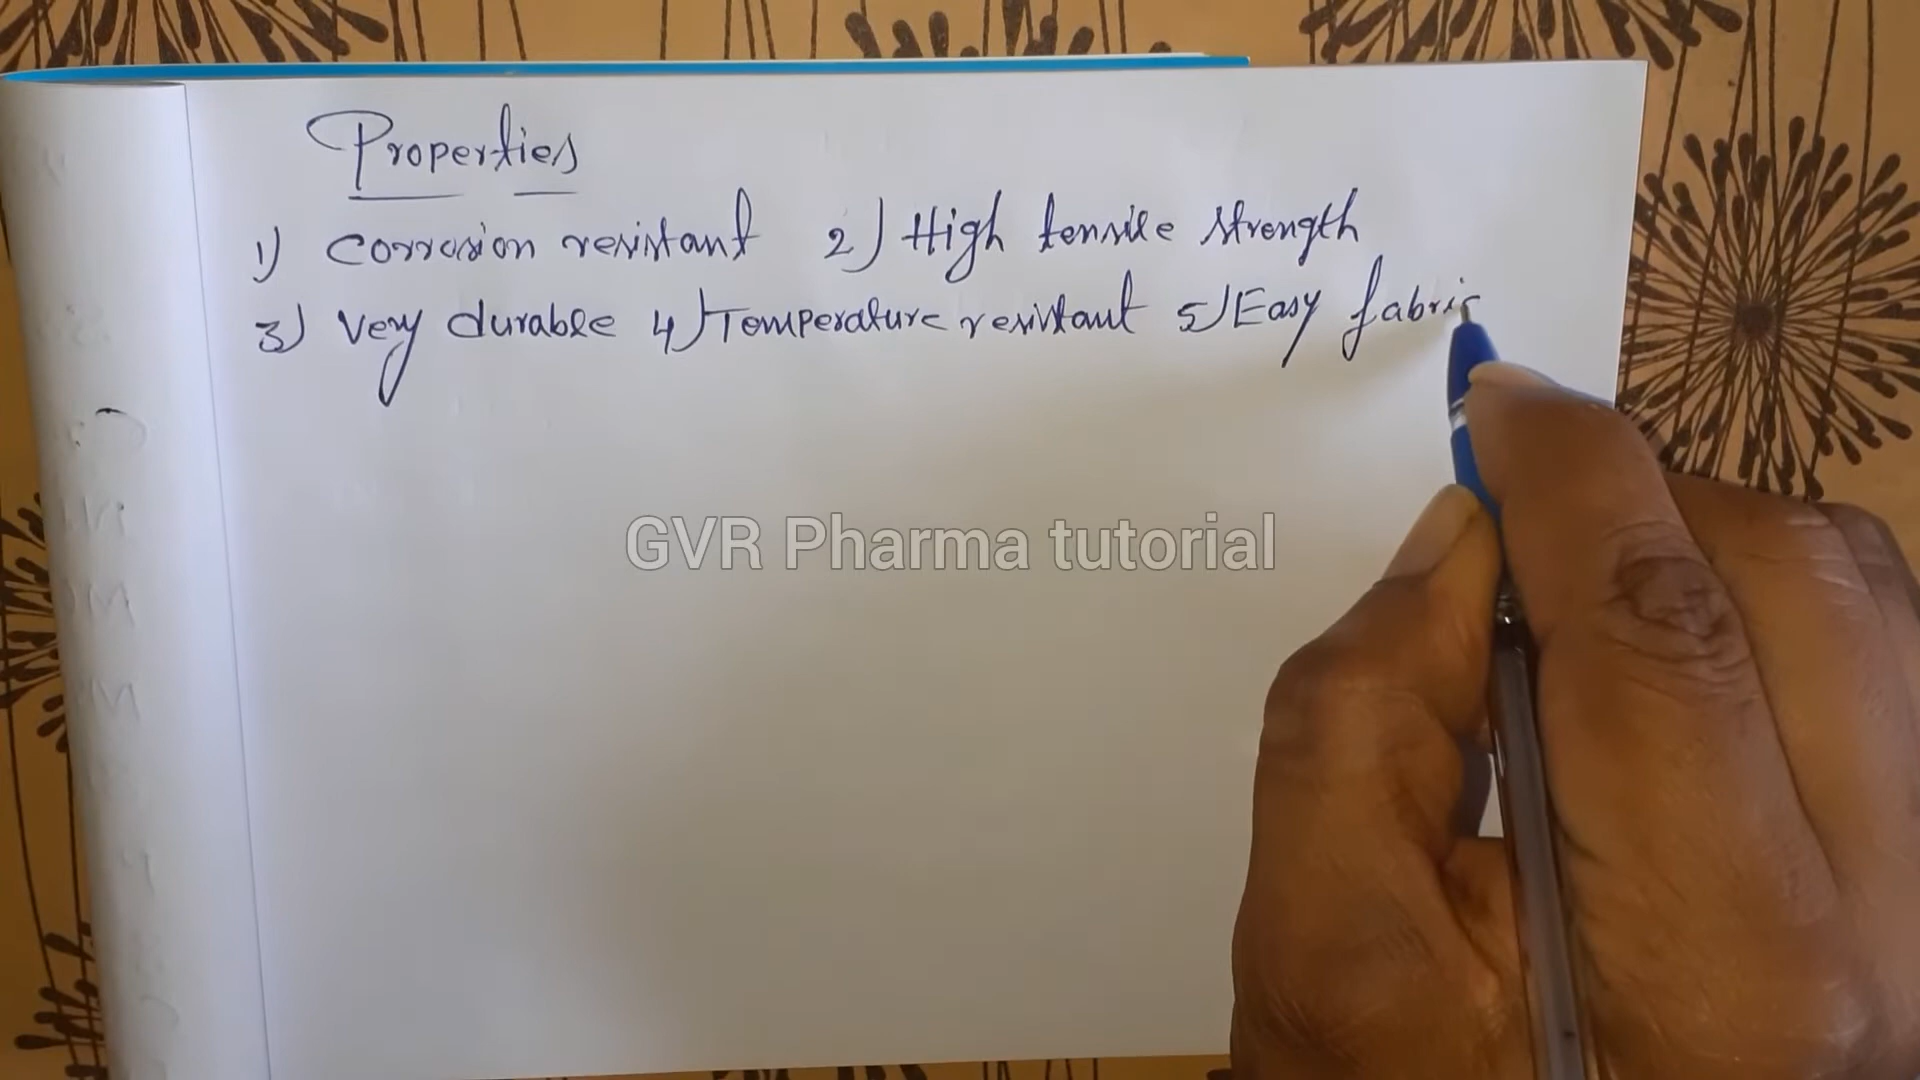 Properties
1) Corrosion resistant 2) High tensile strength
3) Very durable 4) Temperature resistant 5) Easy fabric
GVR Pharma tutorial